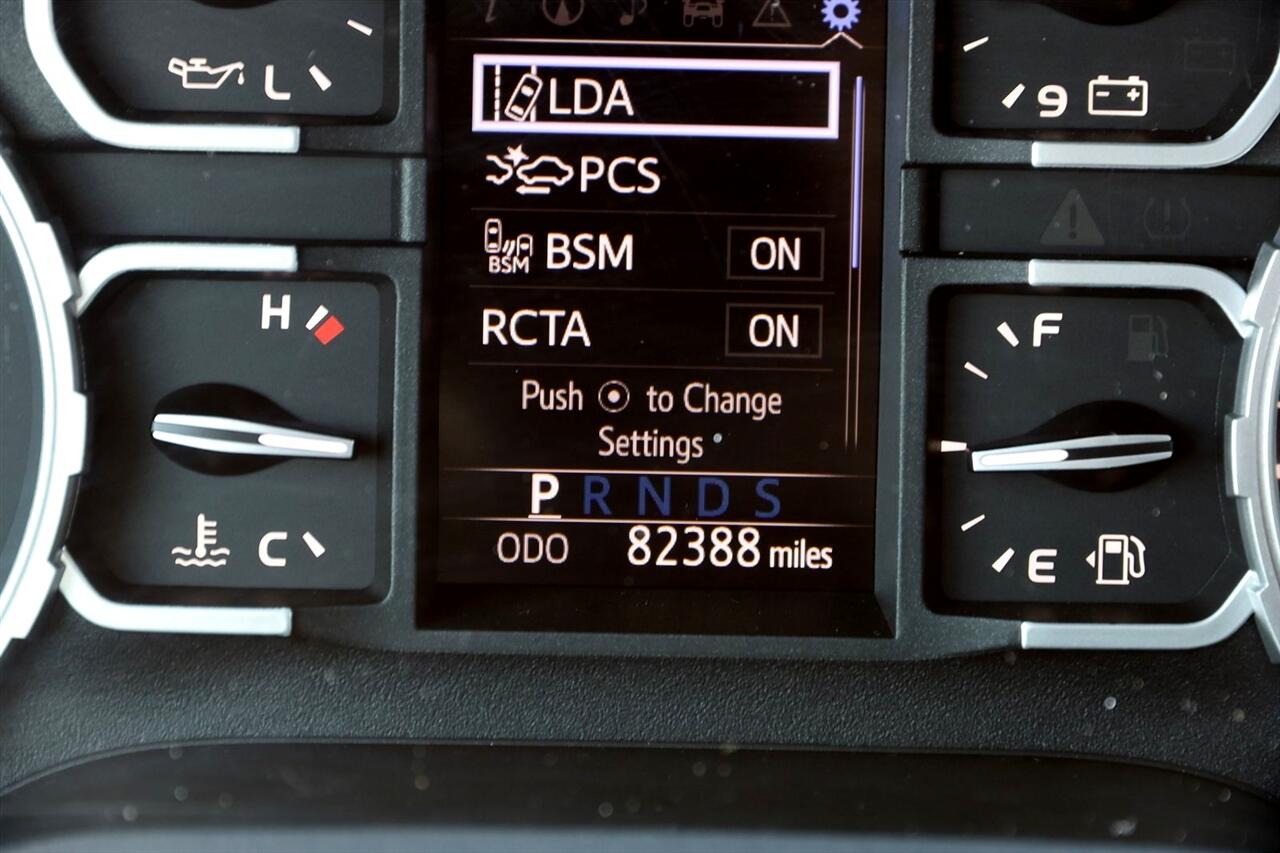 L
9
LDA
PCS
BSM
BSM ON
RCTA ON
H
F
Push to Change
Settings
P R N D S
C
E
ODO 82388 miles